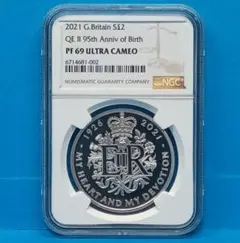 2021 G.Britain S£2
QE II 95th Anniv of Birth
PF 69 ULTRA CAMEO
6714681-002
NUMISMATIC GUARANTY COMPANY
NGC
1926 2021
EIIR
MY HEART AND MY DEVOTION